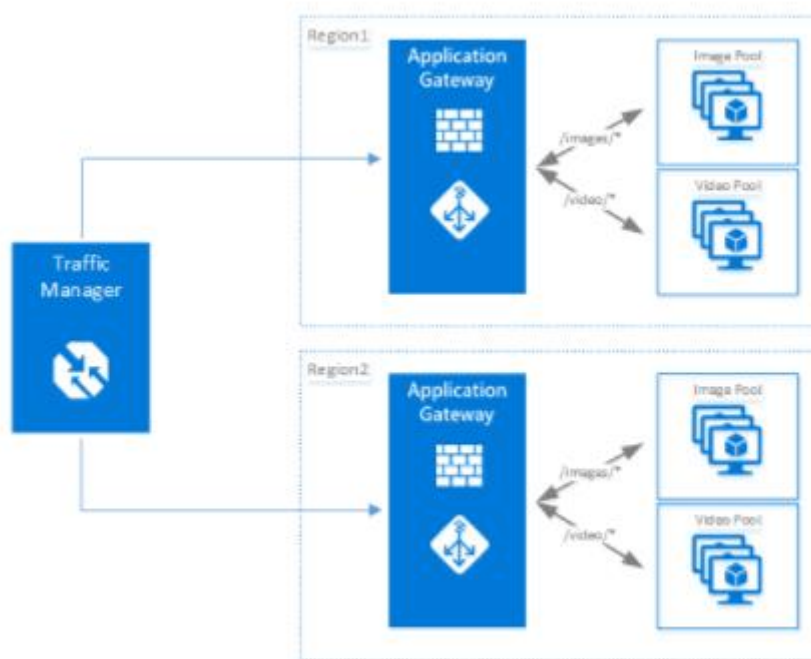 Region1
Application
Gateway
Image Pool
/images/*
/video/*
Video Pool
Traffic
Manager
Region2
Application
Gateway
Image Pool
/images/*
/video/*
Video Pool